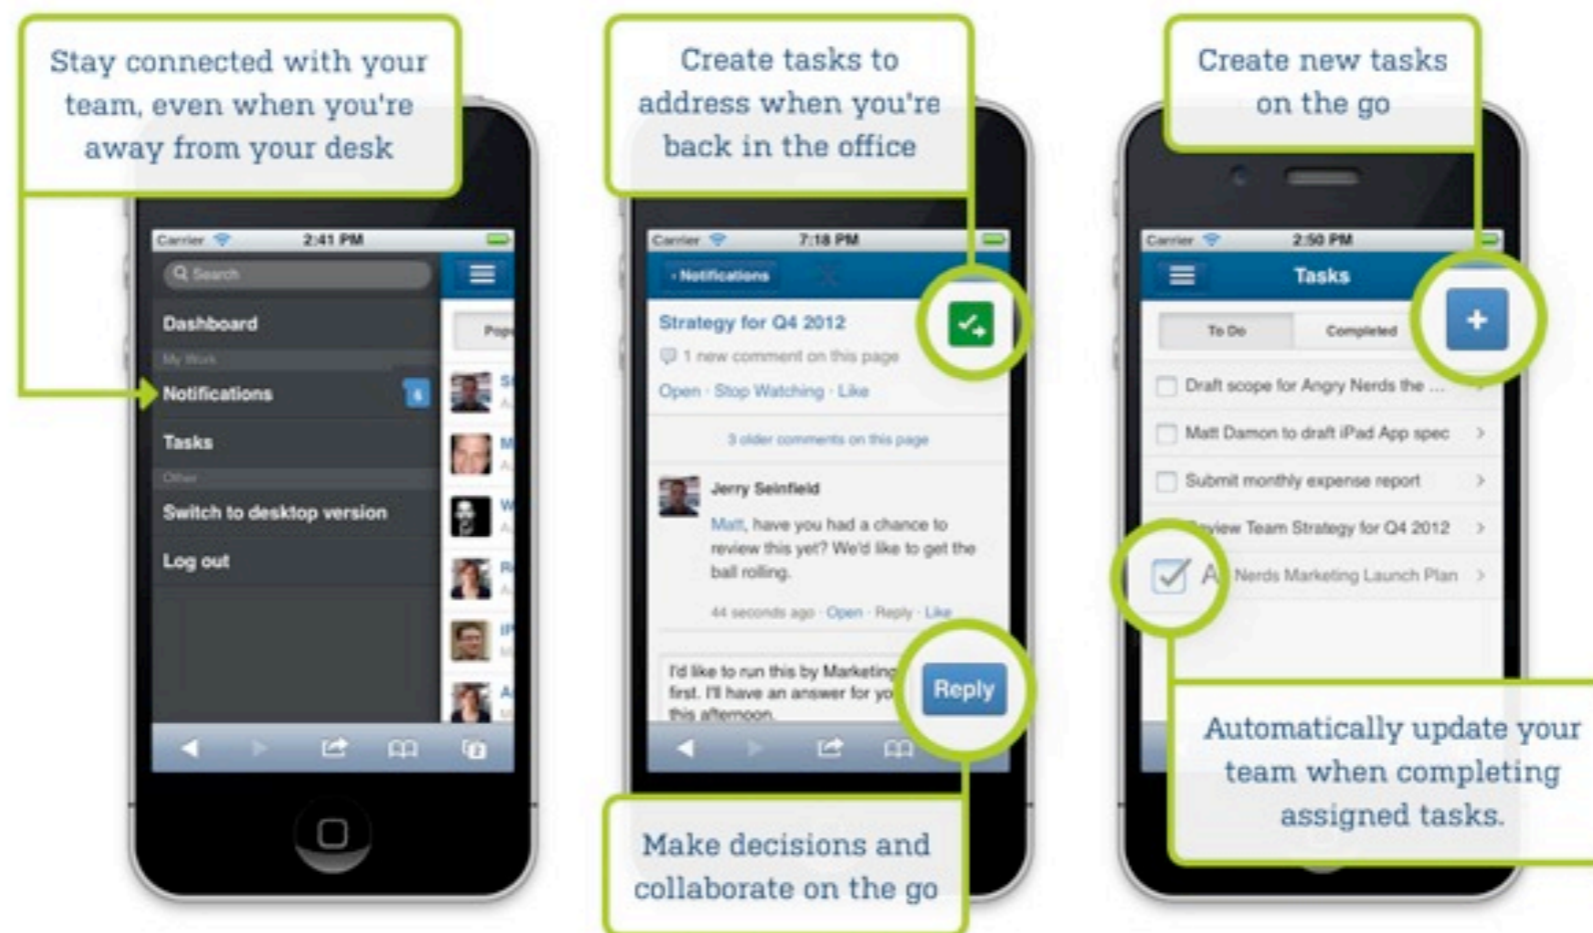 Stay connected with your
team, even when you're
away from your desk
Carrier 2:41 PM
Search
Dashboard
My Work
Notifications
Tasks
Other
Switch to desktop version
Log out
Create tasks to
address when you're
back in the office
Carrier 7:18 PM
Notifications
Strategy for Q4 2012
1 new comment on this page
Open · Stop Watching · Like
3 older comments on this page
Jerry Seinfield
Matt, have you had a chance to
review this yet? We'd like to get the
ball rolling.
44 seconds ago · Open · Reply · Like
I'd like to run this by Marketing
first. I'll have an answer for yo
this afternoon.
Reply
Make decisions and
collaborate on the go
Create new tasks
on the go
Carrier 2:50 PM
Tasks
+
To Do Completed
Draft scope for Angry Nerds the ...
Matt Damon to draft iPad App spec
Submit monthly expense report
Team Strategy for Q4 2012
A Nerds Marketing Launch Plan
Automatically update your
team when completing
assigned tasks.